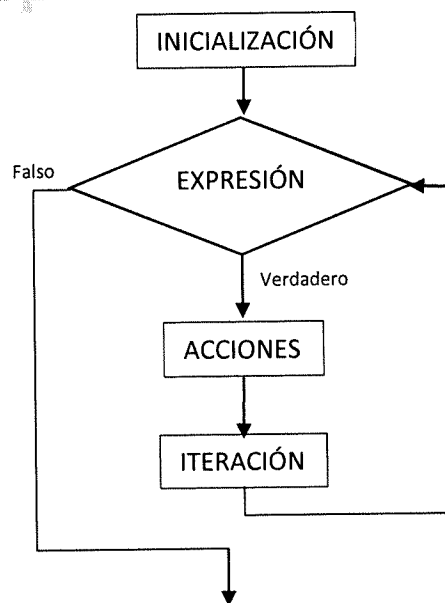 INICIALIZACIÓN
EXPRESIÓN
Falso
Verdadero
ACCIONES
ITERACIÓN